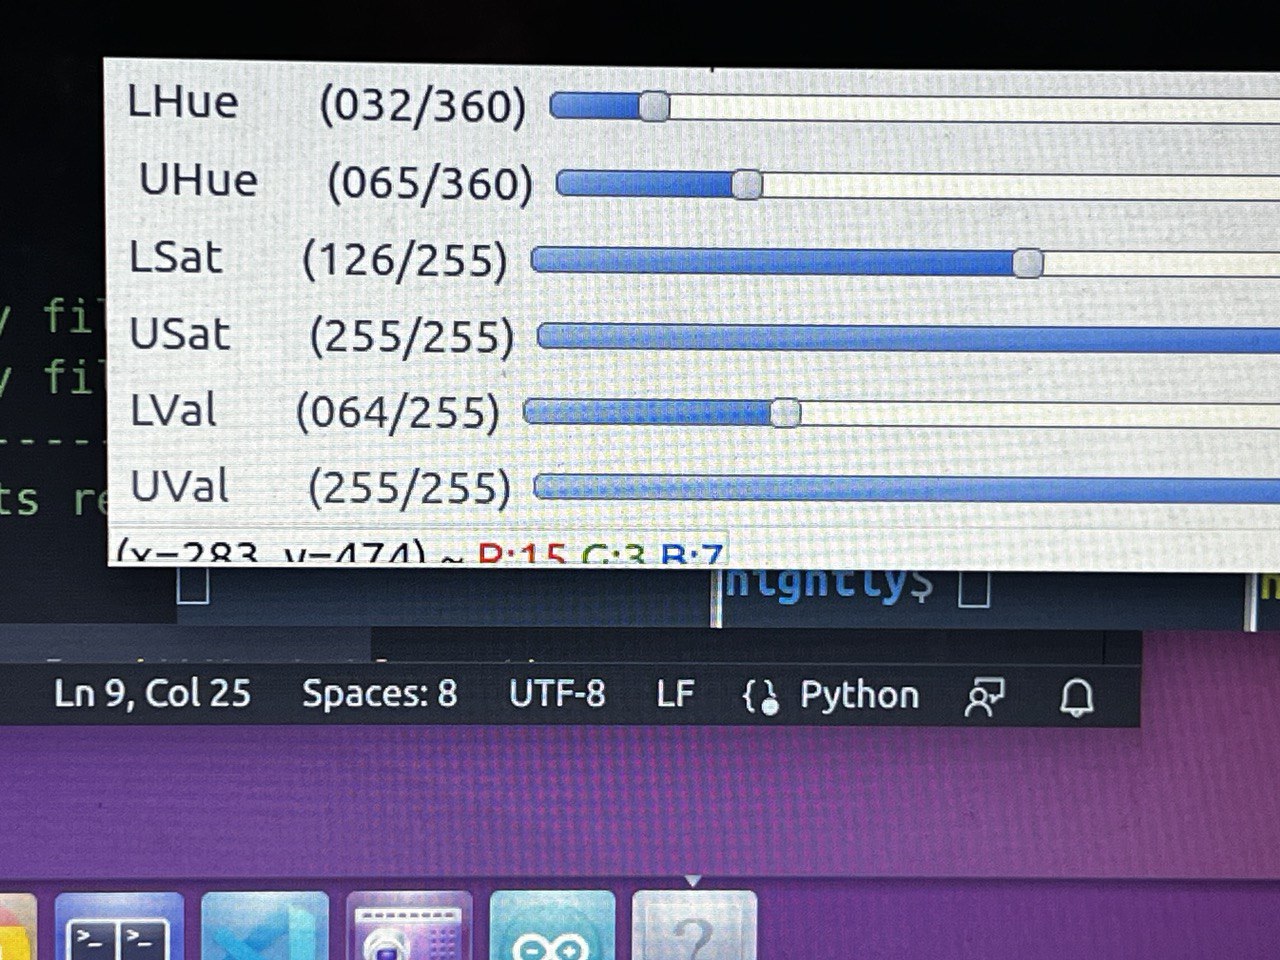 LHue (032/360)
UHue (065/360)
LSat (126/255)
USat (255/255)
LVal (064/255)
UVal (255/255)
(x=283, y=474) ~ R:15 G:3 B:7
y fi
y fi
ts re
nightly$
Ln 9, Col 25 Spaces: 8 UTF-8 LF {} Python
>_ >_
?